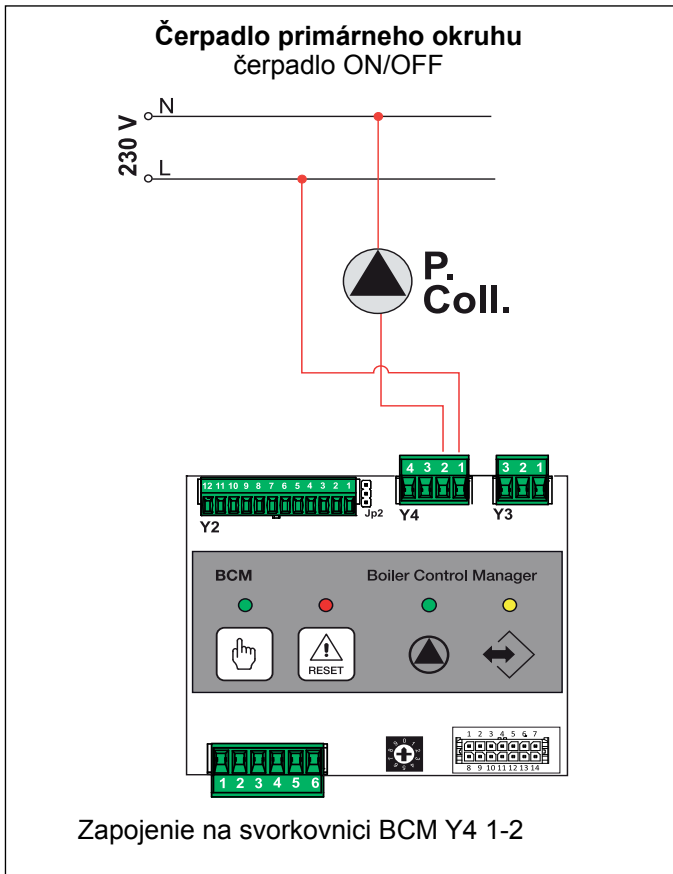 Čerpadlo primárneho okruhu
čerpadlo ON/OFF
230 V
N
L
P.
Coll.
4 3 2 1
3 2 1
12 11 10 9 8 7 6 5 4 3 2 1
Jp2
Y2
Y4
Y3
BCM
Boiler Control Manager
RESET
1 2 3 4 5 6 7
8 9 10 11 12 13 14
1 2 3 4 5 6
Zapojenie na svorkovnici BCM Y4 1-2